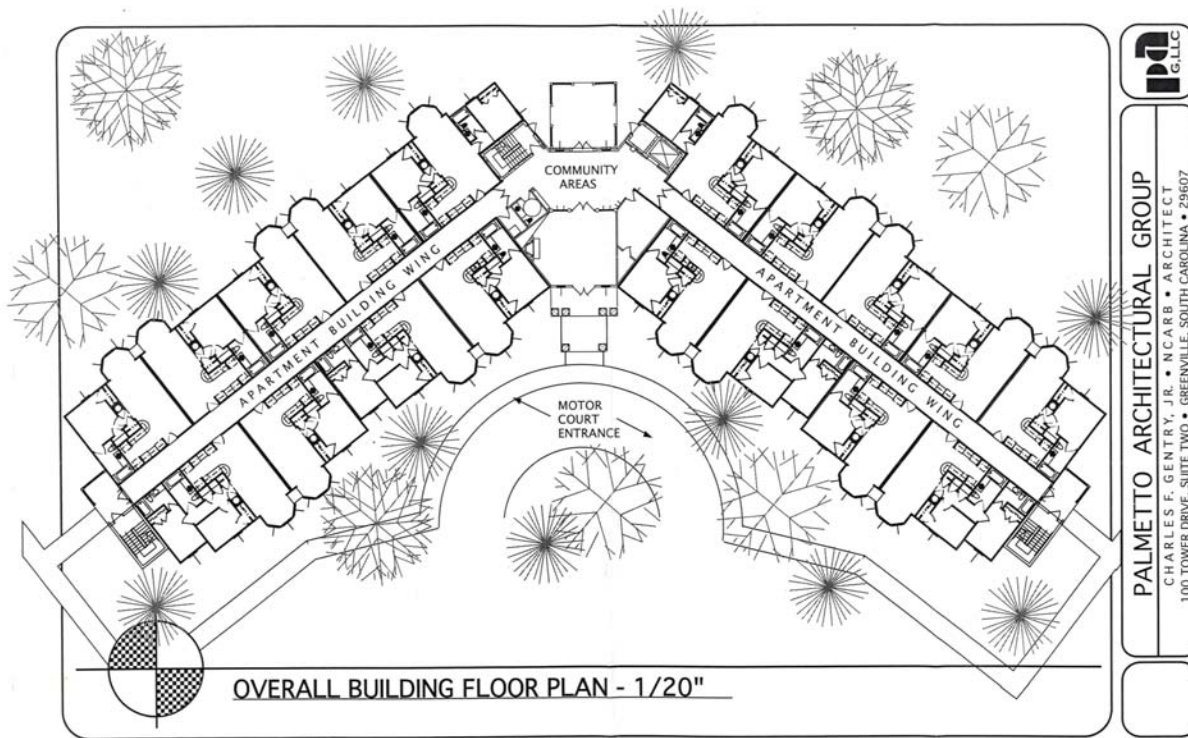 COMMUNITY
AREAS
APARTMENT BUILDING WING
APARTMENT BUILDING WING
MOTOR
COURT
ENTRANCE
OVERALL BUILDING FLOOR PLAN - 1/20"
pa
G,LLC
PALMETTO ARCHITECTURAL GROUP
CHARLES F. GENTRY, JR. • NCARB • ARCHITECT
100 TOWER DRIVE, SUITE TWO • GREENVILLE, SOUTH CAROLINA • 29607